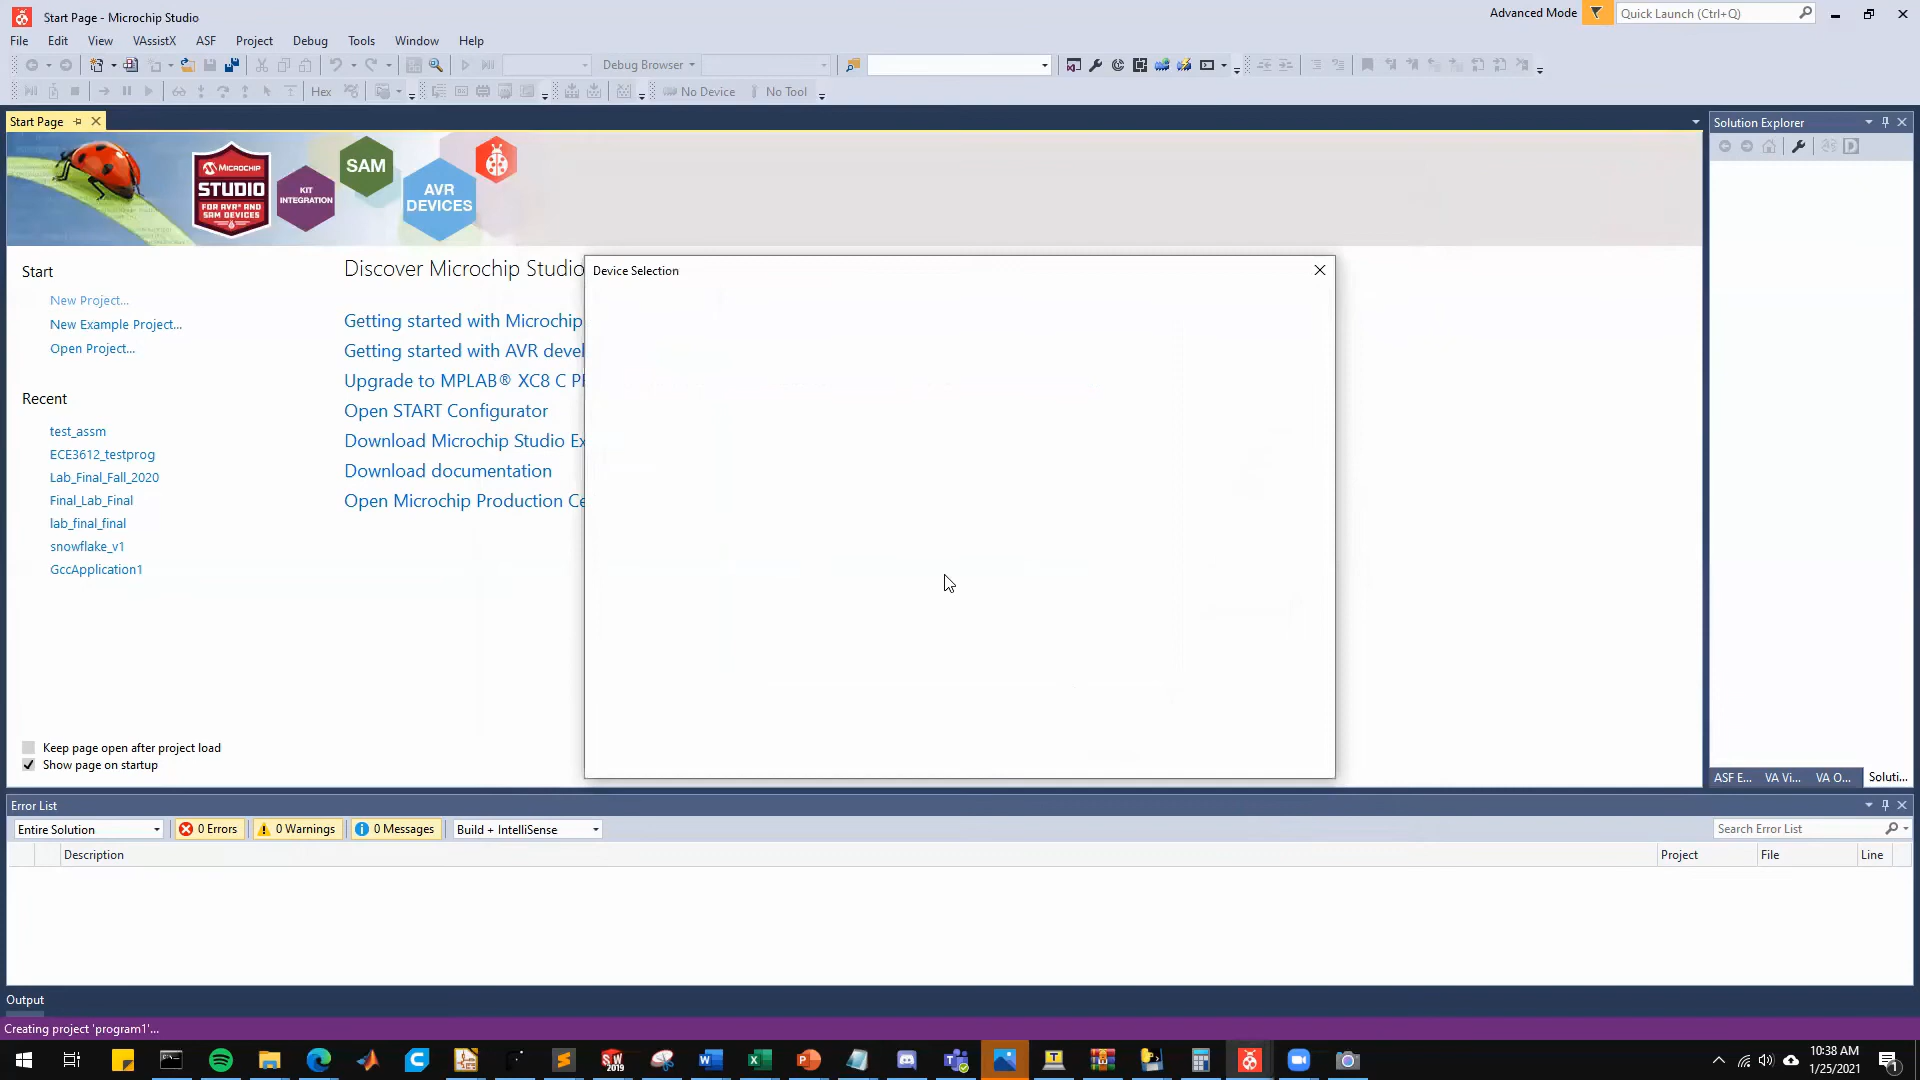 Start Page - Microchip Studio
Advanced Mode
Quick Launch (Ctrl+Q)
File Edit View VAssistX ASF Project Debug Tools Window Help
Debug Browser
Hex
No Device No Tool
Start Page
Solution Explorer
MICROCHIP
STUDIO
FOR AVR® AND
SAM DEVICES
KIT
INTEGRATION
SAM
AVR
DEVICES
Start
New Project...
New Example Project...
Open Project...
Recent
test_assm
ECE3612_testprog
Lab_Final_Fall_2020
Final_Lab_Final
lab_final_final
snowflake_v1
GccApplication1
Keep page open after project load
Show page on startup
Discover Microchip Studio
Getting started with Microchip
Getting started with AVR devel
Upgrade to MPLAB® XC8 C P
Open START Configurator
Download Microchip Studio Ex
Download documentation
Open Microchip Production Ce
Device Selection
ASF E... VA Vi... VA O... Soluti...
Error List
Entire Solution 0 Errors 0 Warnings 0 Messages Build + IntelliSense
Search Error List
Description Project File Line
Output
Creating project 'program1'...
SW
2019
10:38 AM
1/25/2021
1